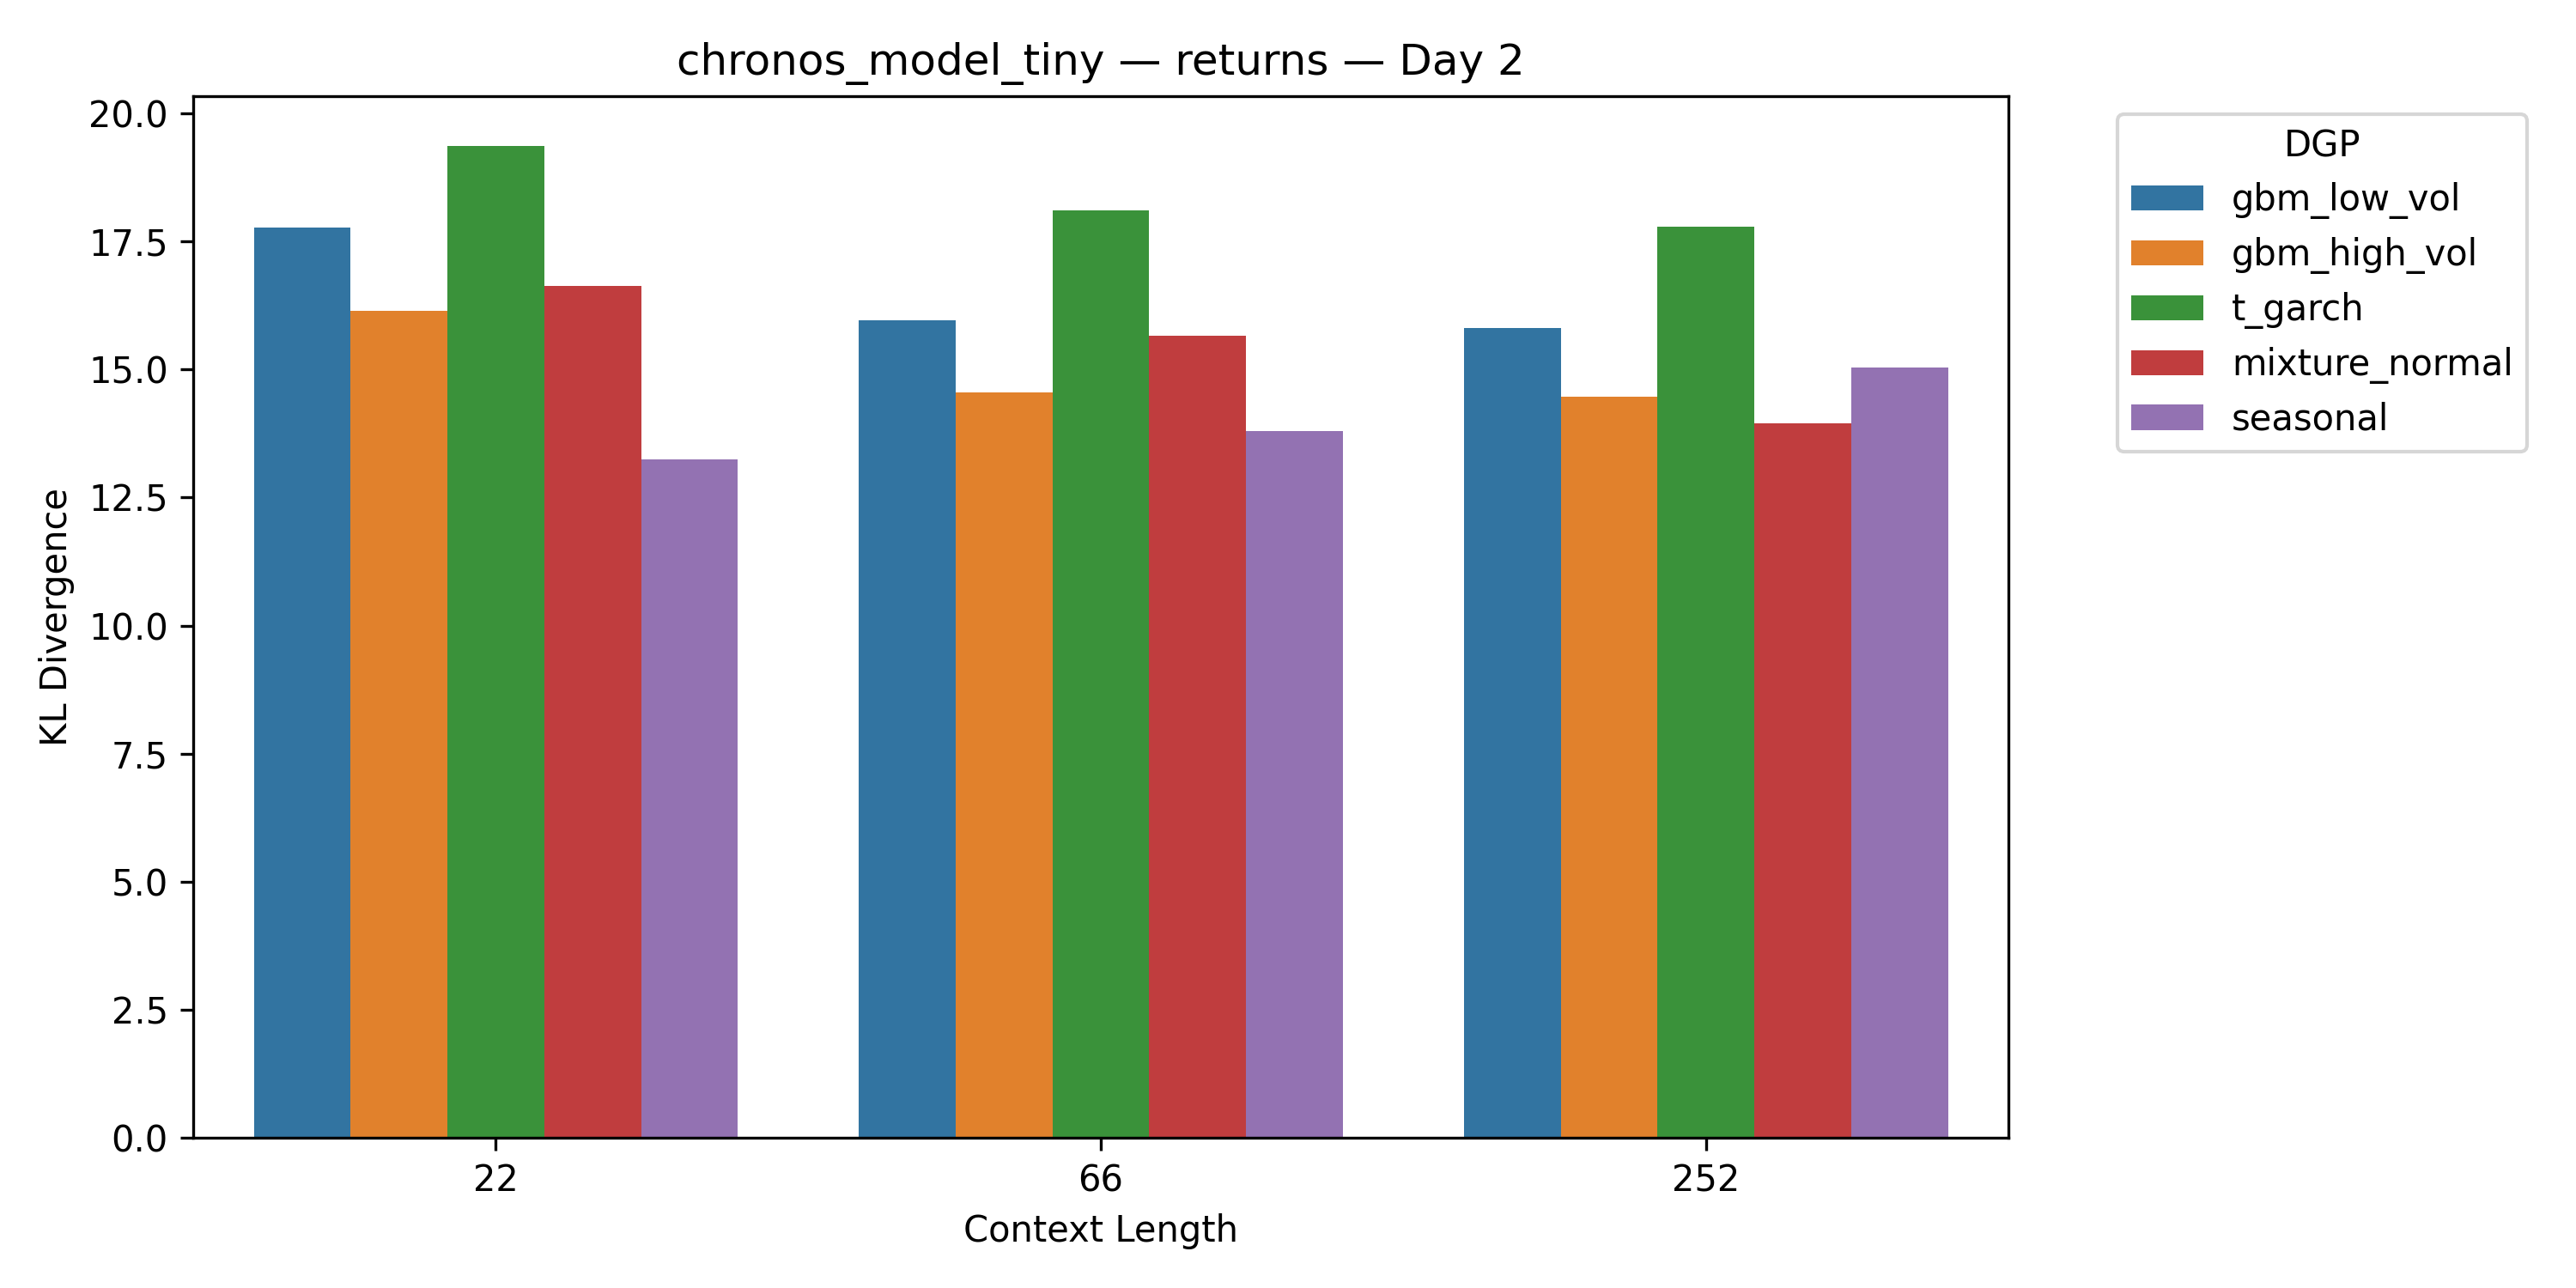 chronos_model_tiny — returns — Day 2
KL Divergence
20.0
17.5
15.0
12.5
10.0
7.5
5.0
2.5
0.0
22
66
252
Context Length
DGP
gbm_low_vol
gbm_high_vol
t_garch
mixture_normal
seasonal